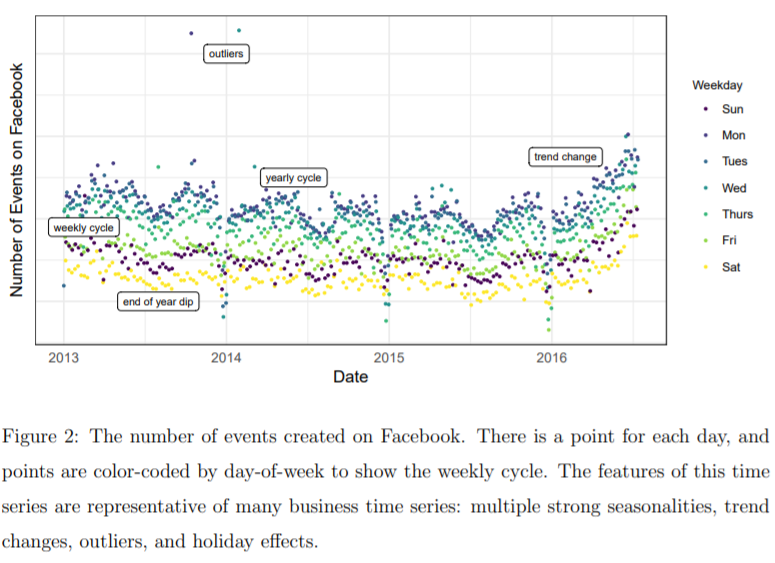 outliers
Weekday
Sun
Mon
trend change
Tues
yearly cycle
Wed
Thurs
weekly cycle
Fri
Sat
end of year dip
Number of Events on Facebook
2013 2014 2015 2016
Date
Figure 2: The number of events created on Facebook. There is a point for each day, and
points are color-coded by day-of-week to show the weekly cycle. The features of this time
series are representative of many business time series: multiple strong seasonalities, trend
changes, outliers, and holiday effects.